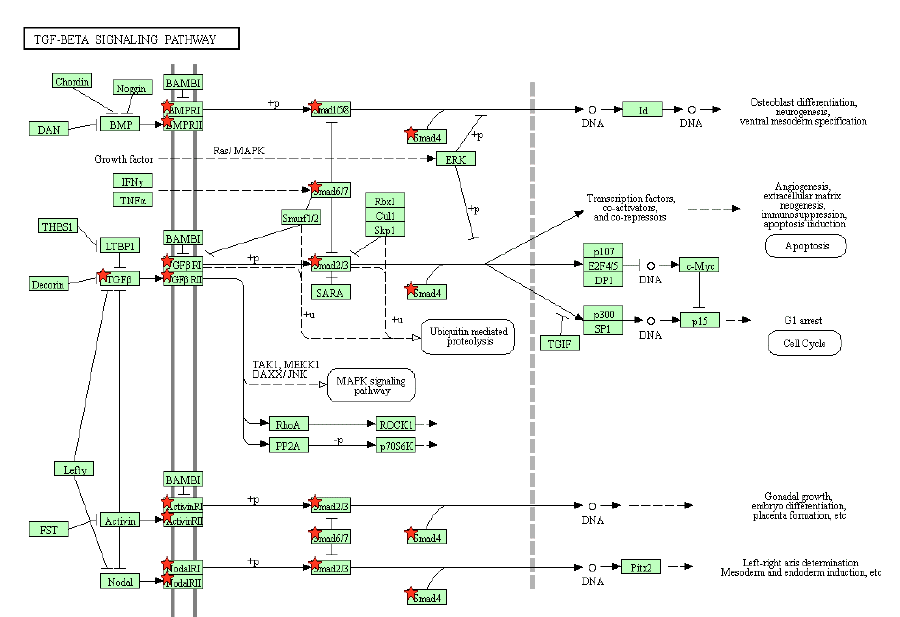 TGF-BETA SIGNALING PATHWAY
Chordin
Noggin
BAMBI
DAN
BMP
BMPRI
BMPRII
+p
Smad1/5/8
Smad4
+p
DNA
Id
DNA
Osteoblast differentiation,
neurogenesis,
ventral mesoderm specification
Growth factor
Ras/MAPK
ERK
IFNγ
TNFα
Smad6/7
Smurf1/2
Rbx1
Cul1
Skp1
+p
Transcription factors,
co-activators,
and co-repressors
Angiogenesis,
extracellular matrix
neogenesis,
immunosuppression,
apoptosis induction
Apoptosis
THBS1
LTBP1
BAMBI
Decorin
TGFβ
TGFβRI
TGFβRII
+p
Smad2/3
SARA
Smad4
p107
E2F4/5
DP1
DNA
c-Myc
+u
+u
Ubiquitin mediated
proteolysis
p300
SP1
TGIF
DNA
p15
G1 arrest
Cell Cycle
TAK1, MEKK1
DAXX/JNK
MAPK signaling
pathway
RhoA
ROCK1
PP2A
-p
p70S6K
Lefty
BAMBI
FST
Activin
ActivinRI
ActivinRII
+p
Smad2/3
Smad6/7
Smad4
DNA
Gonadal growth,
embryo differentiation,
placenta formation, etc
Nodal
NodalRI
NodalRII
+p
Smad2/3
Smad4
DNA
Pitx2
Left-right axis determination
Mesoderm and endoderm induction, etc